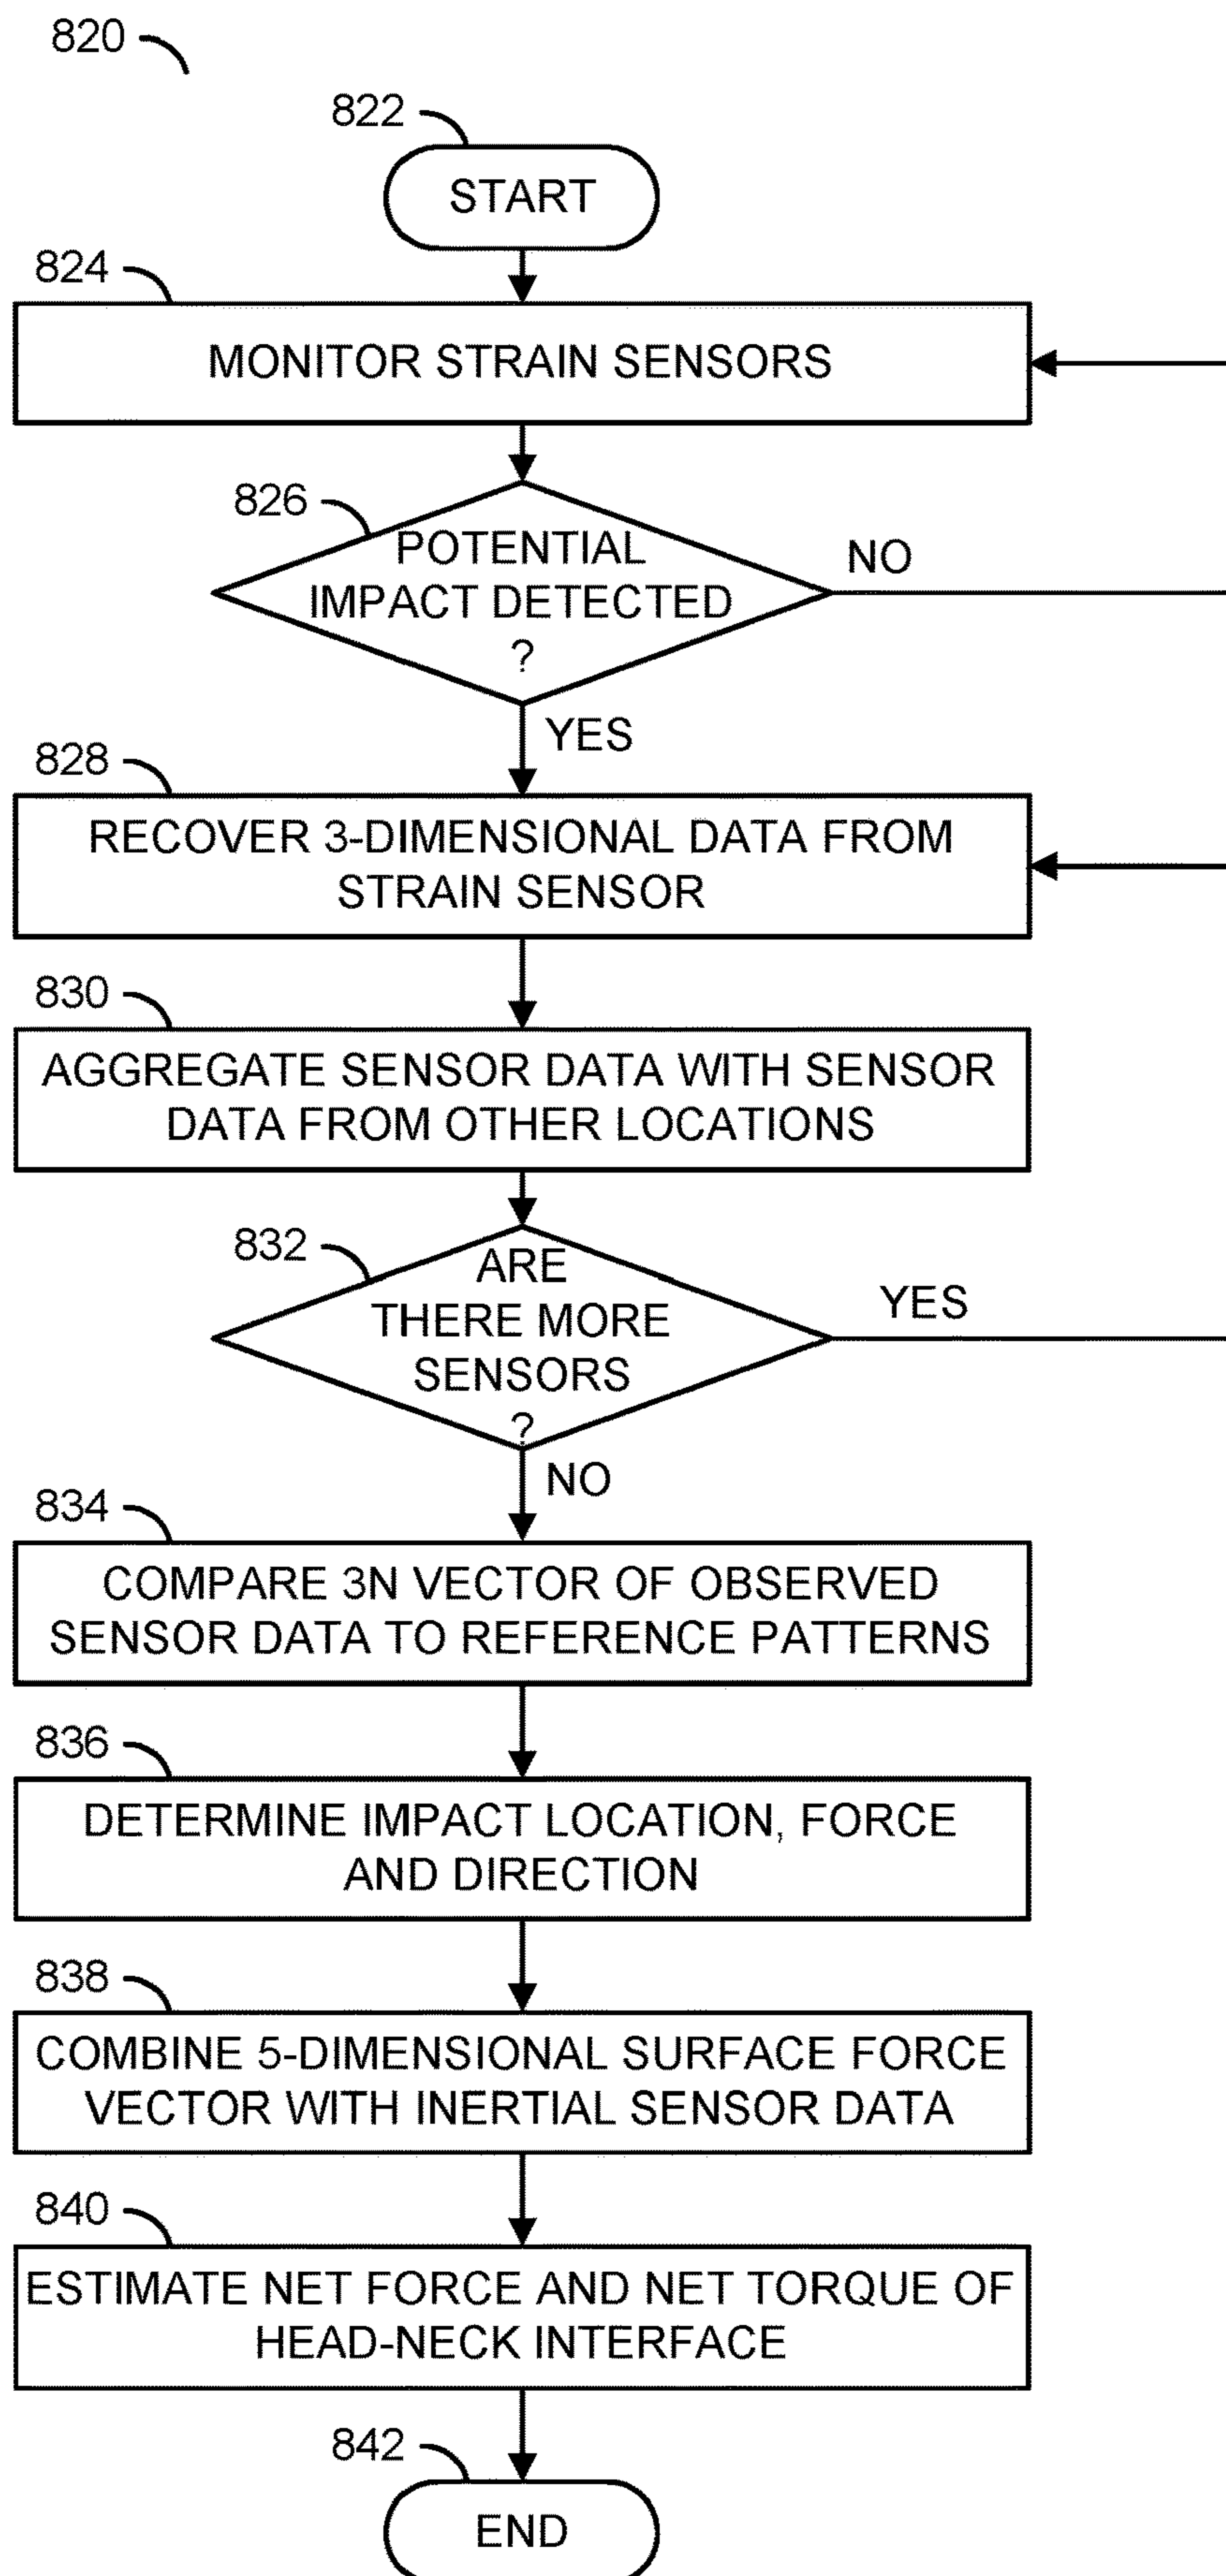 820
822
START
824
MONITOR STRAIN SENSORS
826
POTENTIAL
IMPACT DETECTED
?
NO
YES
828
RECOVER 3-DIMENSIONAL DATA FROM
STRAIN SENSOR
830
AGGREGATE SENSOR DATA WITH SENSOR
DATA FROM OTHER LOCATIONS
832
ARE
THERE MORE
SENSORS
?
YES
NO
834
COMPARE 3N VECTOR OF OBSERVED
SENSOR DATA TO REFERENCE PATTERNS
836
DETERMINE IMPACT LOCATION, FORCE
AND DIRECTION
838
COMBINE 5-DIMENSIONAL SURFACE FORCE
VECTOR WITH INERTIAL SENSOR DATA
840
ESTIMATE NET FORCE AND NET TORQUE OF
HEAD-NECK INTERFACE
842
END